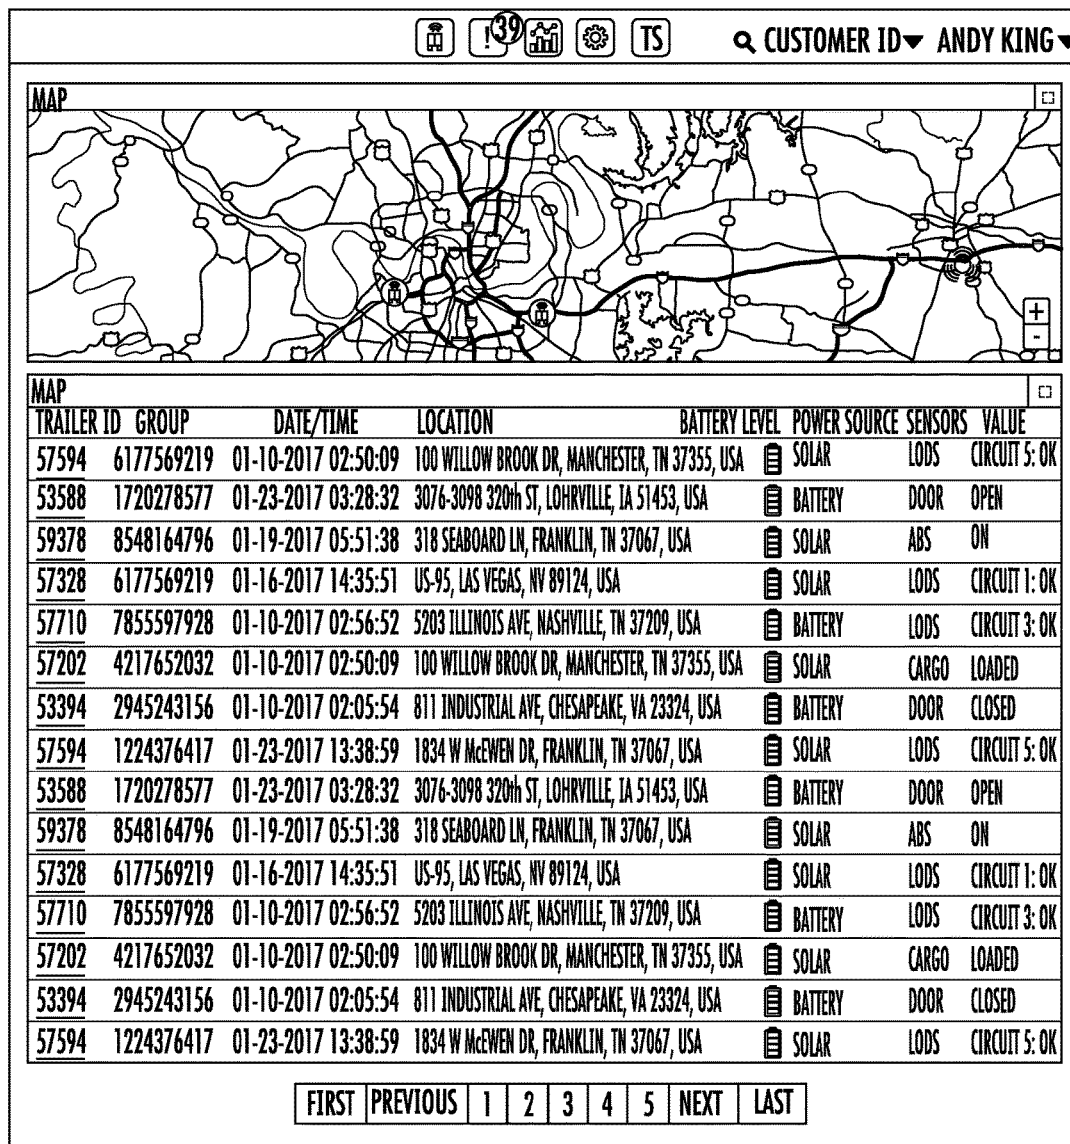 ! 39 TS CUSTOMER ID ANDY KING
MAP
+
-
MAP
TRAILER ID GROUP DATE/TIME LOCATION BATTERY LEVEL POWER SOURCE SENSORS VALUE
57594 6177569219 01-10-2017 02:50:09 100 WILLOW BROOK DR, MANCHESTER, TN 37355, USA SOLAR LODS CIRCUIT 5: OK
53588 1720278577 01-23-2017 03:28:32 3076-3098 320th ST, LOHRVILLE, IA 51453, USA BATTERY DOOR OPEN
59378 8548164796 01-19-2017 05:51:38 318 SEABOARD LN, FRANKLIN, TN 37067, USA SOLAR ABS ON
57328 6177569219 01-16-2017 14:35:51 US-95, LAS VEGAS, NV 89124, USA SOLAR LODS CIRCUIT 1: OK
57710 7855597928 01-10-2017 02:56:52 5203 ILLINOIS AVE, NASHVILLE, TN 37209, USA BATTERY LODS CIRCUIT 3: OK
57202 4217652032 01-10-2017 02:50:09 100 WILLOW BROOK DR, MANCHESTER, TN 37355, USA SOLAR CARGO LOADED
53394 2945243156 01-10-2017 02:05:54 811 INDUSTRIAL AVE, CHESAPEAKE, VA 23324, USA BATTERY DOOR CLOSED
57594 1224376417 01-23-2017 13:38:59 1834 W McEWEN DR, FRANKLIN, TN 37067, USA SOLAR LODS CIRCUIT 5: OK
53588 1720278577 01-23-2017 03:28:32 3076-3098 320th ST, LOHRVILLE, IA 51453, USA BATTERY DOOR OPEN
59378 8548164796 01-19-2017 05:51:38 318 SEABOARD LN, FRANKLIN, TN 37067, USA SOLAR ABS ON
57328 6177569219 01-16-2017 14:35:51 US-95, LAS VEGAS, NV 89124, USA SOLAR LODS CIRCUIT 1: OK
57710 7855597928 01-10-2017 02:56:52 5203 ILLINOIS AVE, NASHVILLE, TN 37209, USA BATTERY LODS CIRCUIT 3: OK
57202 4217652032 01-10-2017 02:50:09 100 WILLOW BROOK DR, MANCHESTER, TN 37355, USA SOLAR CARGO LOADED
53394 2945243156 01-10-2017 02:05:54 811 INDUSTRIAL AVE, CHESAPEAKE, VA 23324, USA BATTERY DOOR CLOSED
57594 1224376417 01-23-2017 13:38:59 1834 W McEWEN DR, FRANKLIN, TN 37067, USA SOLAR LODS CIRCUIT 5: OK
FIRST PREVIOUS 1 2 3 4 5 NEXT LAST